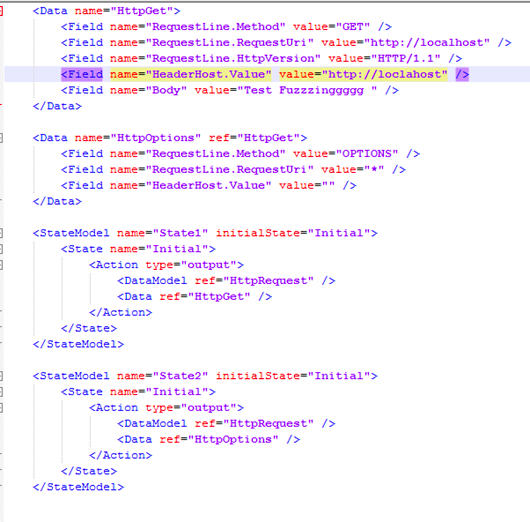 <Data name="HttpGet">
<Field name="RequestLine.Method" value="GET" />
<Field name="RequestLine.RequestUri" value="http://localhost" />
<Field name="RequestLine.HttpVersion" value="HTTP/1.1" />
<Field name="HeaderHost.Value" value="http://loclahost" />
<Field name="Body" value="Test Fuzzzinggggg " />
</Data>
<Data name="HttpOptions" ref="HttpGet">
<Field name="RequestLine.Method" value="OPTIONS" />
<Field name="RequestLine.RequestUri" value="*" />
<Field name="HeaderHost.Value" value="" />
</Data>
<StateModel name="State1" initialState="Initial">
<State name="Initial">
<Action type="output">
<DataModel ref="HttpRequest" />
<Data ref="HttpGet" />
</Action>
</State>
</StateModel>
<StateModel name="State2" initialState="Initial">
<State name="Initial">
<Action type="output">
<DataModel ref="HttpRequest" />
<Data ref="HttpOptions" />
</Action>
</State>
</StateModel>